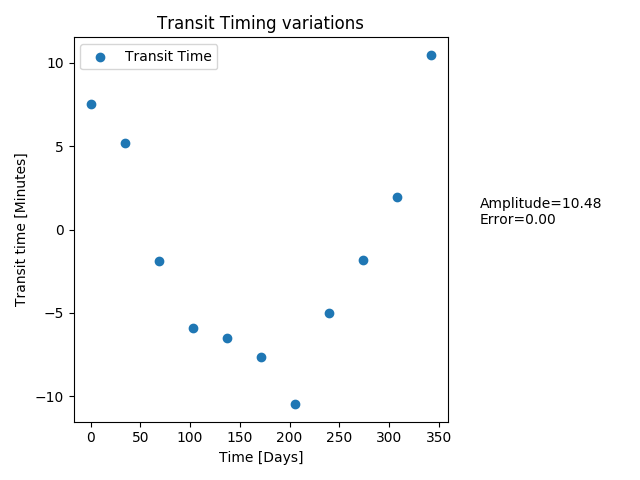 Transit Timing variations
Transit Time
Transit time [Minutes]
10
5
0
−5
−10
0 50 100 150 200 250 300 350
Time [Days]
Amplitude=10.48
Error=0.00